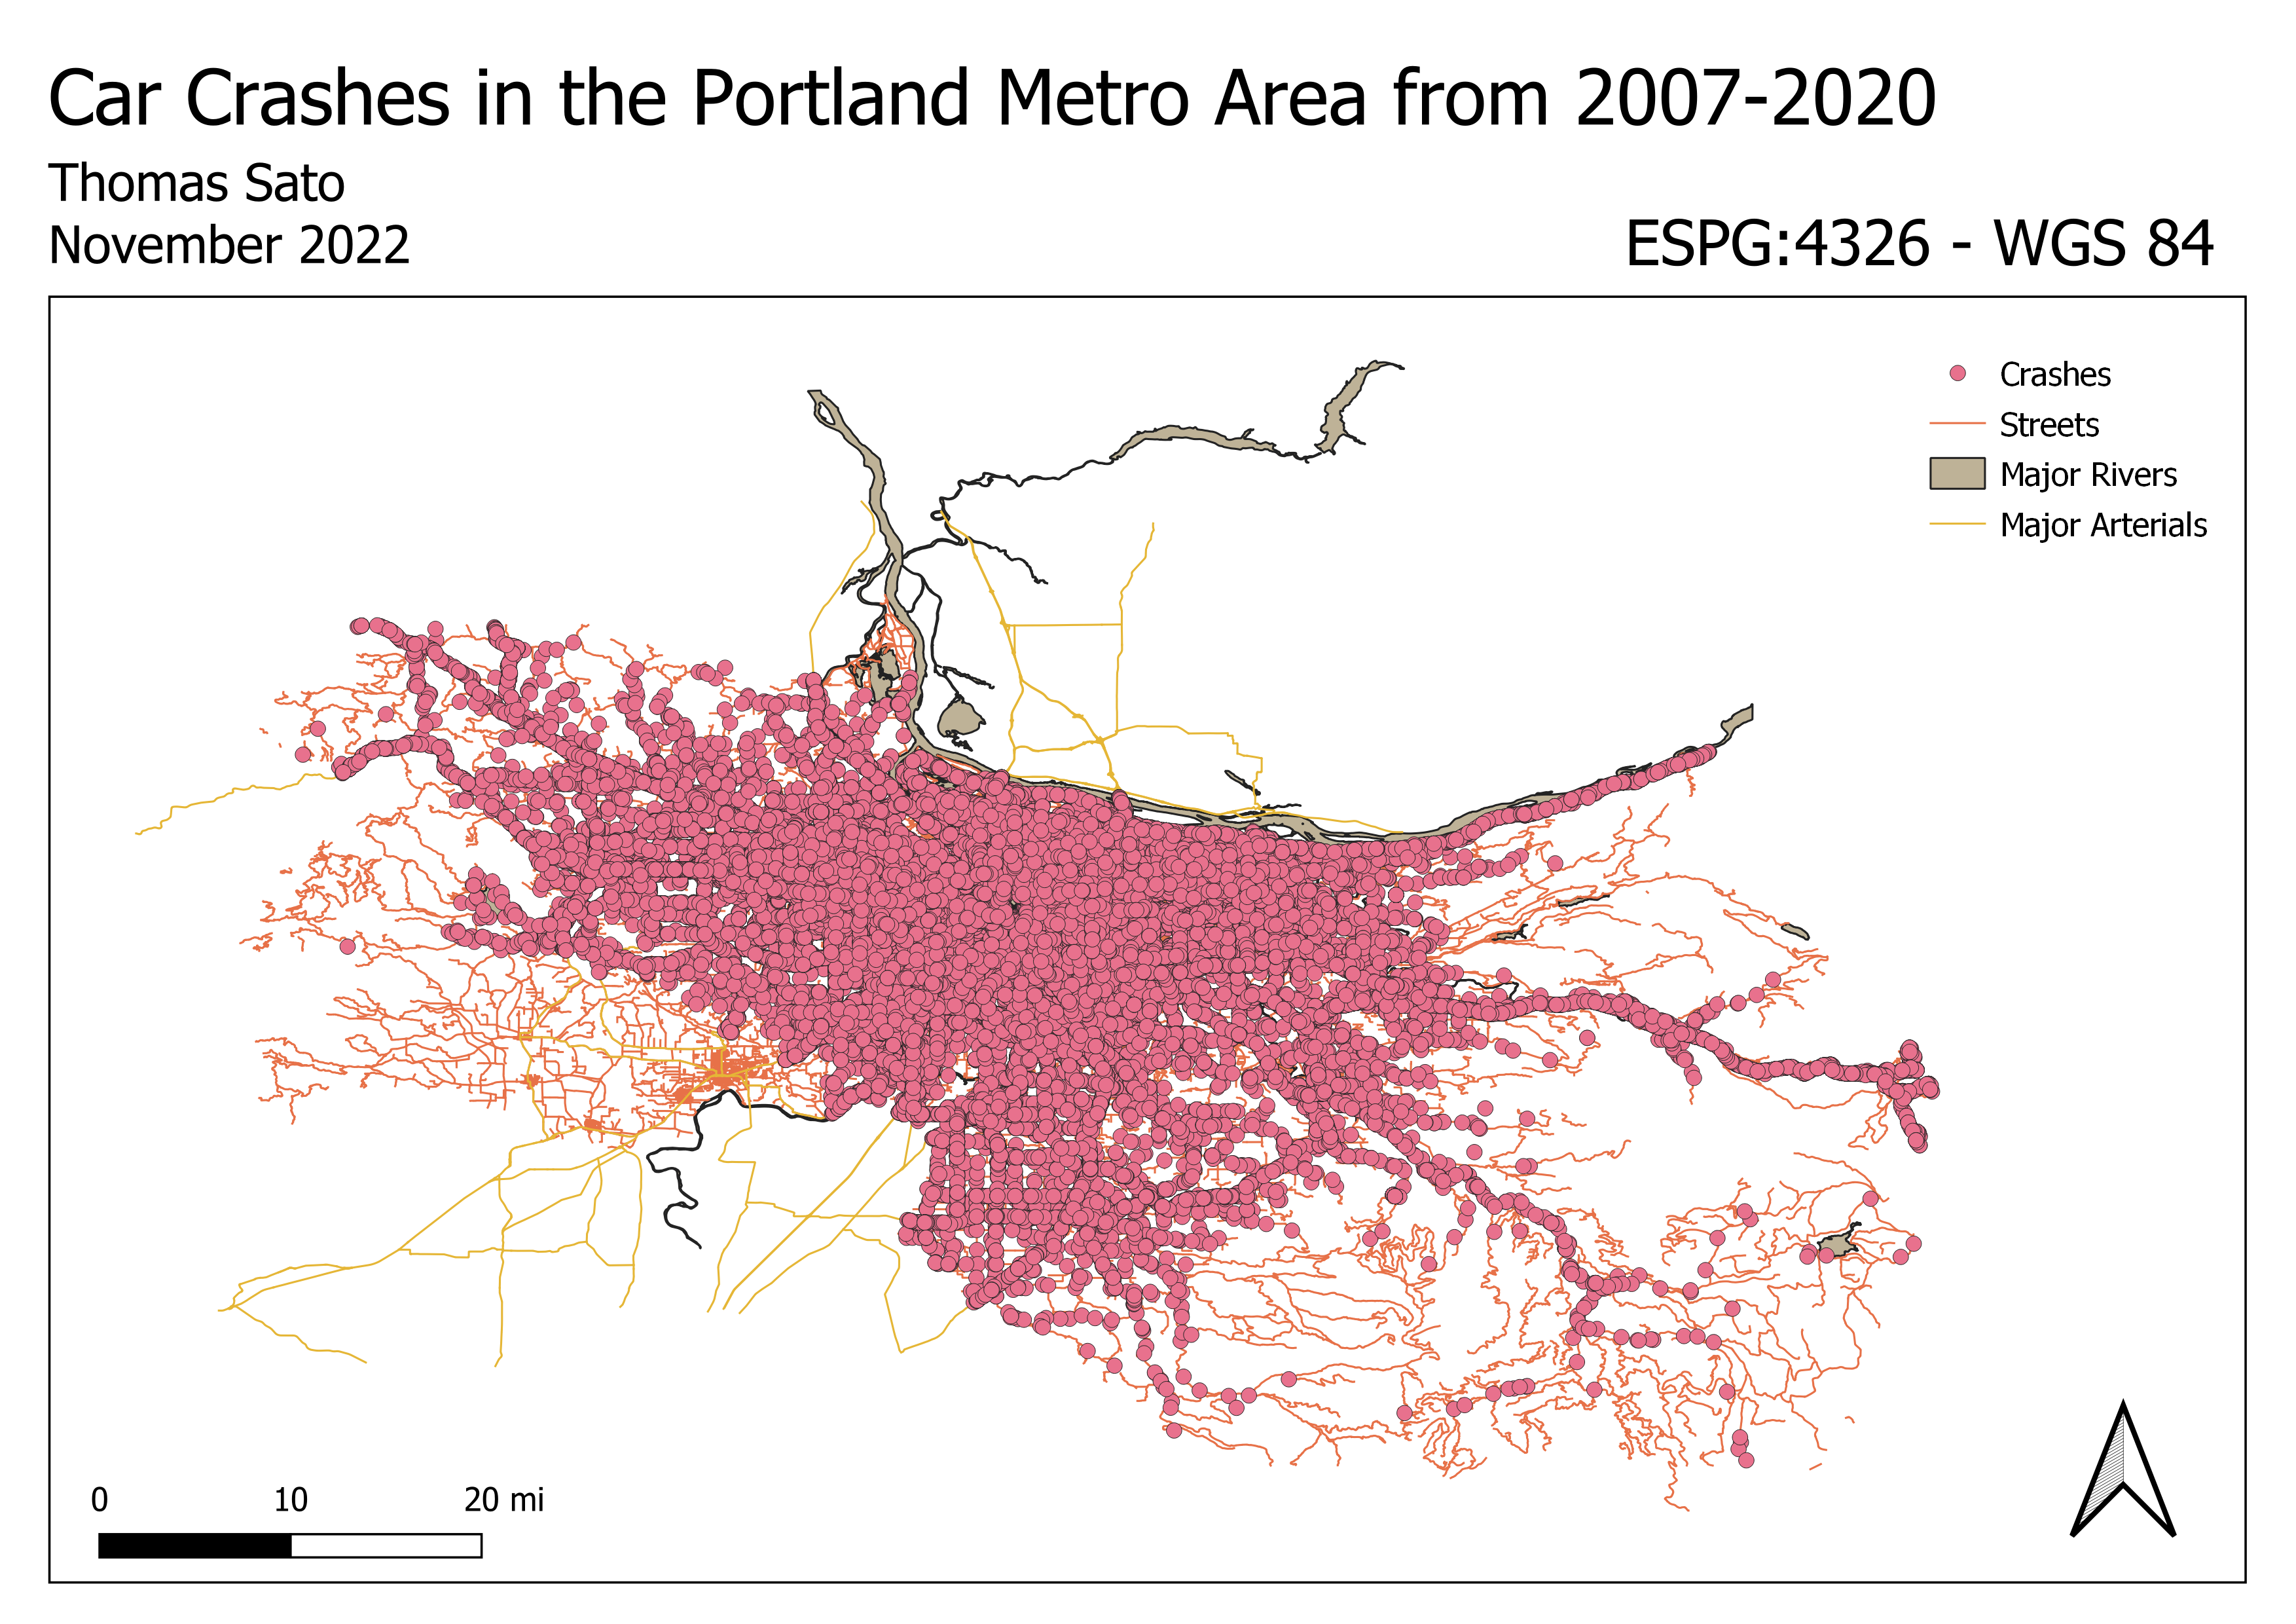 Car Crashes in the Portland Metro Area from 2007-2020
Thomas Sato
November 2022
ESPG:4326 - WGS 84
Crashes
Streets
Major Rivers
Major Arterials
0 10 20 mi